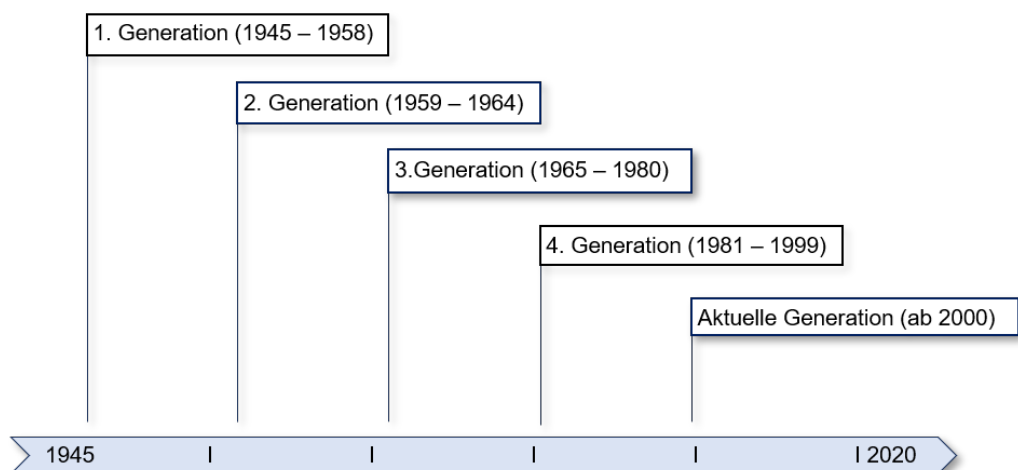 1. Generation (1945 – 1958)
2. Generation (1959 – 1964)
3.Generation (1965 – 1980)
4. Generation (1981 – 1999)
Aktuelle Generation (ab 2000)
1945 I I I I I 2020